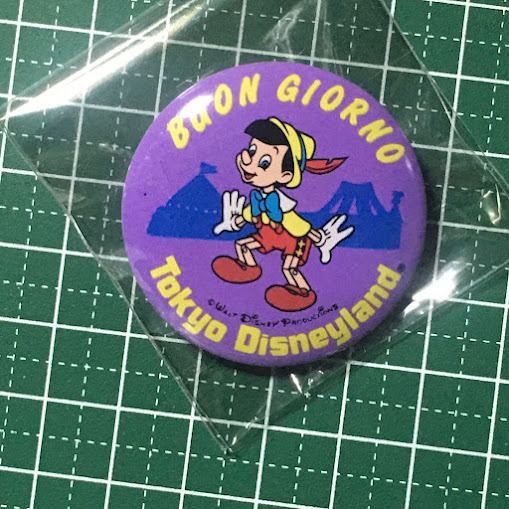 BUON GIORNO
© WALT DISNEY PRODUCTIONS
Tokyo Disneyland®